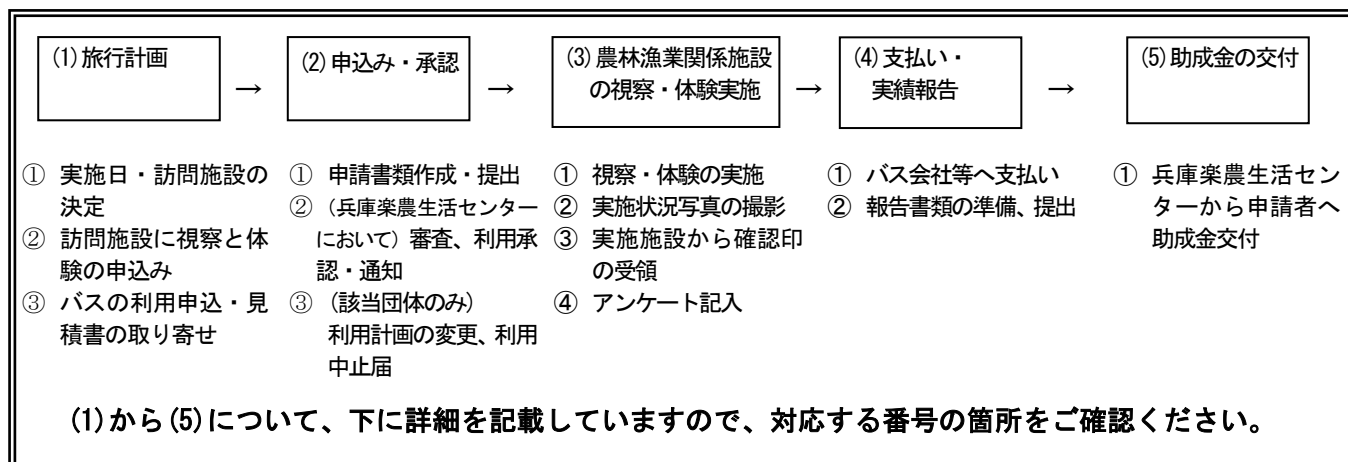 (1)旅行計画
→
(2)申込み・承認
→
(3)農林漁業関係施設
の視察・体験実施
→
(4)支払い・
実績報告
→
(5)助成金の交付
① 実施日・訪問施設の
決定
② 訪問施設に視察と体
験の申込み
③ バスの利用申込・見
積書の取り寄せ
① 申請書類作成・提出
② (兵庫楽農生活センター
において)審査、利用承
認・通知
③ (該当団体のみ)
利用計画の変更、利用
中止届
① 視察・体験の実施
② 実施状況写真の撮影
③ 実施施設から確認印
の受領
④ アンケート記入
① バス会社等へ支払い
② 報告書類の準備、提出
① 兵庫楽農生活セン
ターから申請者へ
助成金交付
(1)から(5)について、下に詳細を記載していますので、対応する番号の箇所をご確認ください。